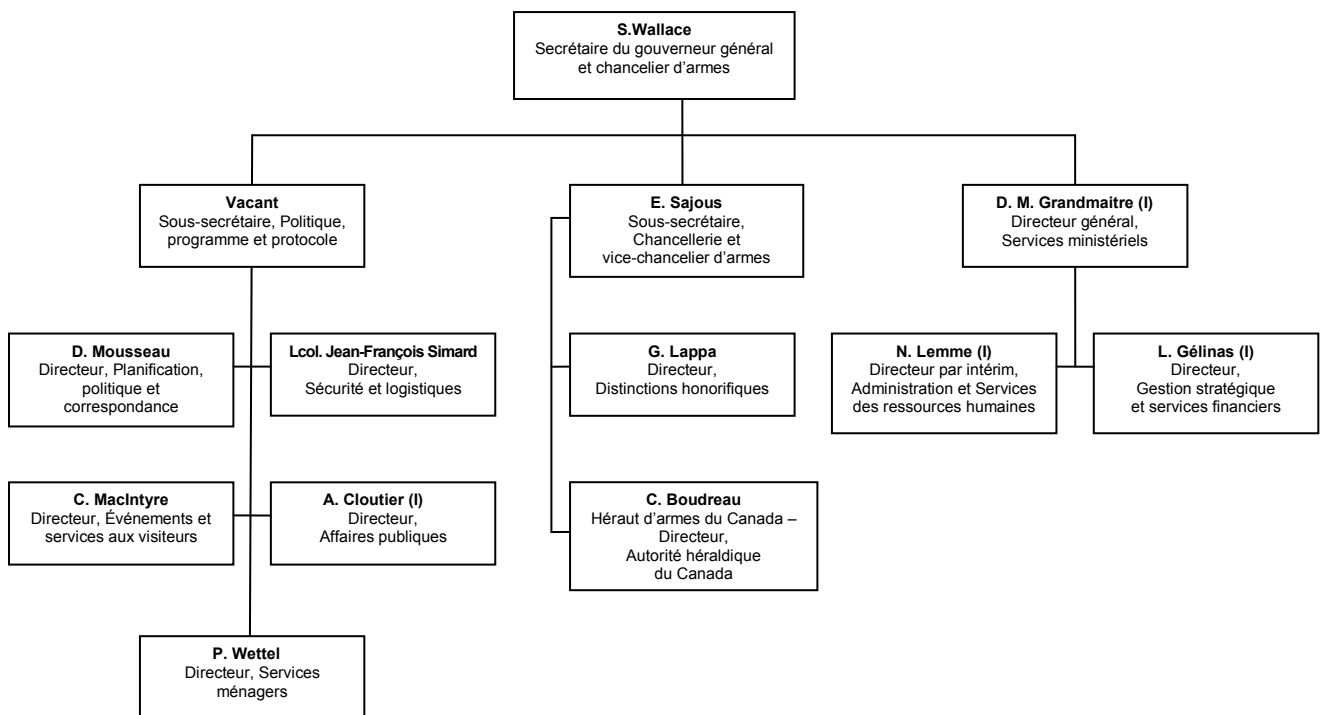 S.Wallace
Secrétaire du gouverneur général
et chancelier d’armes
Vacant
Sous-secrétaire, Politique,
programme et protocole
E. Sajous
Sous-secrétaire,
Chancellerie et
vice-chancelier d’armes
D. M. Grandmaitre (I)
Directeur général,
Services ministériels
D. Mousseau
Directeur, Planification,
politique et
correspondance
Lcol. Jean-François Simard
Directeur,
Sécurité et logistiques
G. Lappa
Directeur,
Distinctions honorifiques
N. Lemme (I)
Directeur par intérim,
Administration et Services
des ressources humaines
L. Gélinas (I)
Directeur,
Gestion stratégique
et services financiers
C. MacIntyre
Directeur, Événements et
services aux visiteurs
A. Cloutier (I)
Directeur,
Affaires publiques
C. Boudreau
Héraut d’armes du Canada –
Directeur,
Autorité héraldique
du Canada
P. Wettel
Directeur, Services
ménagers